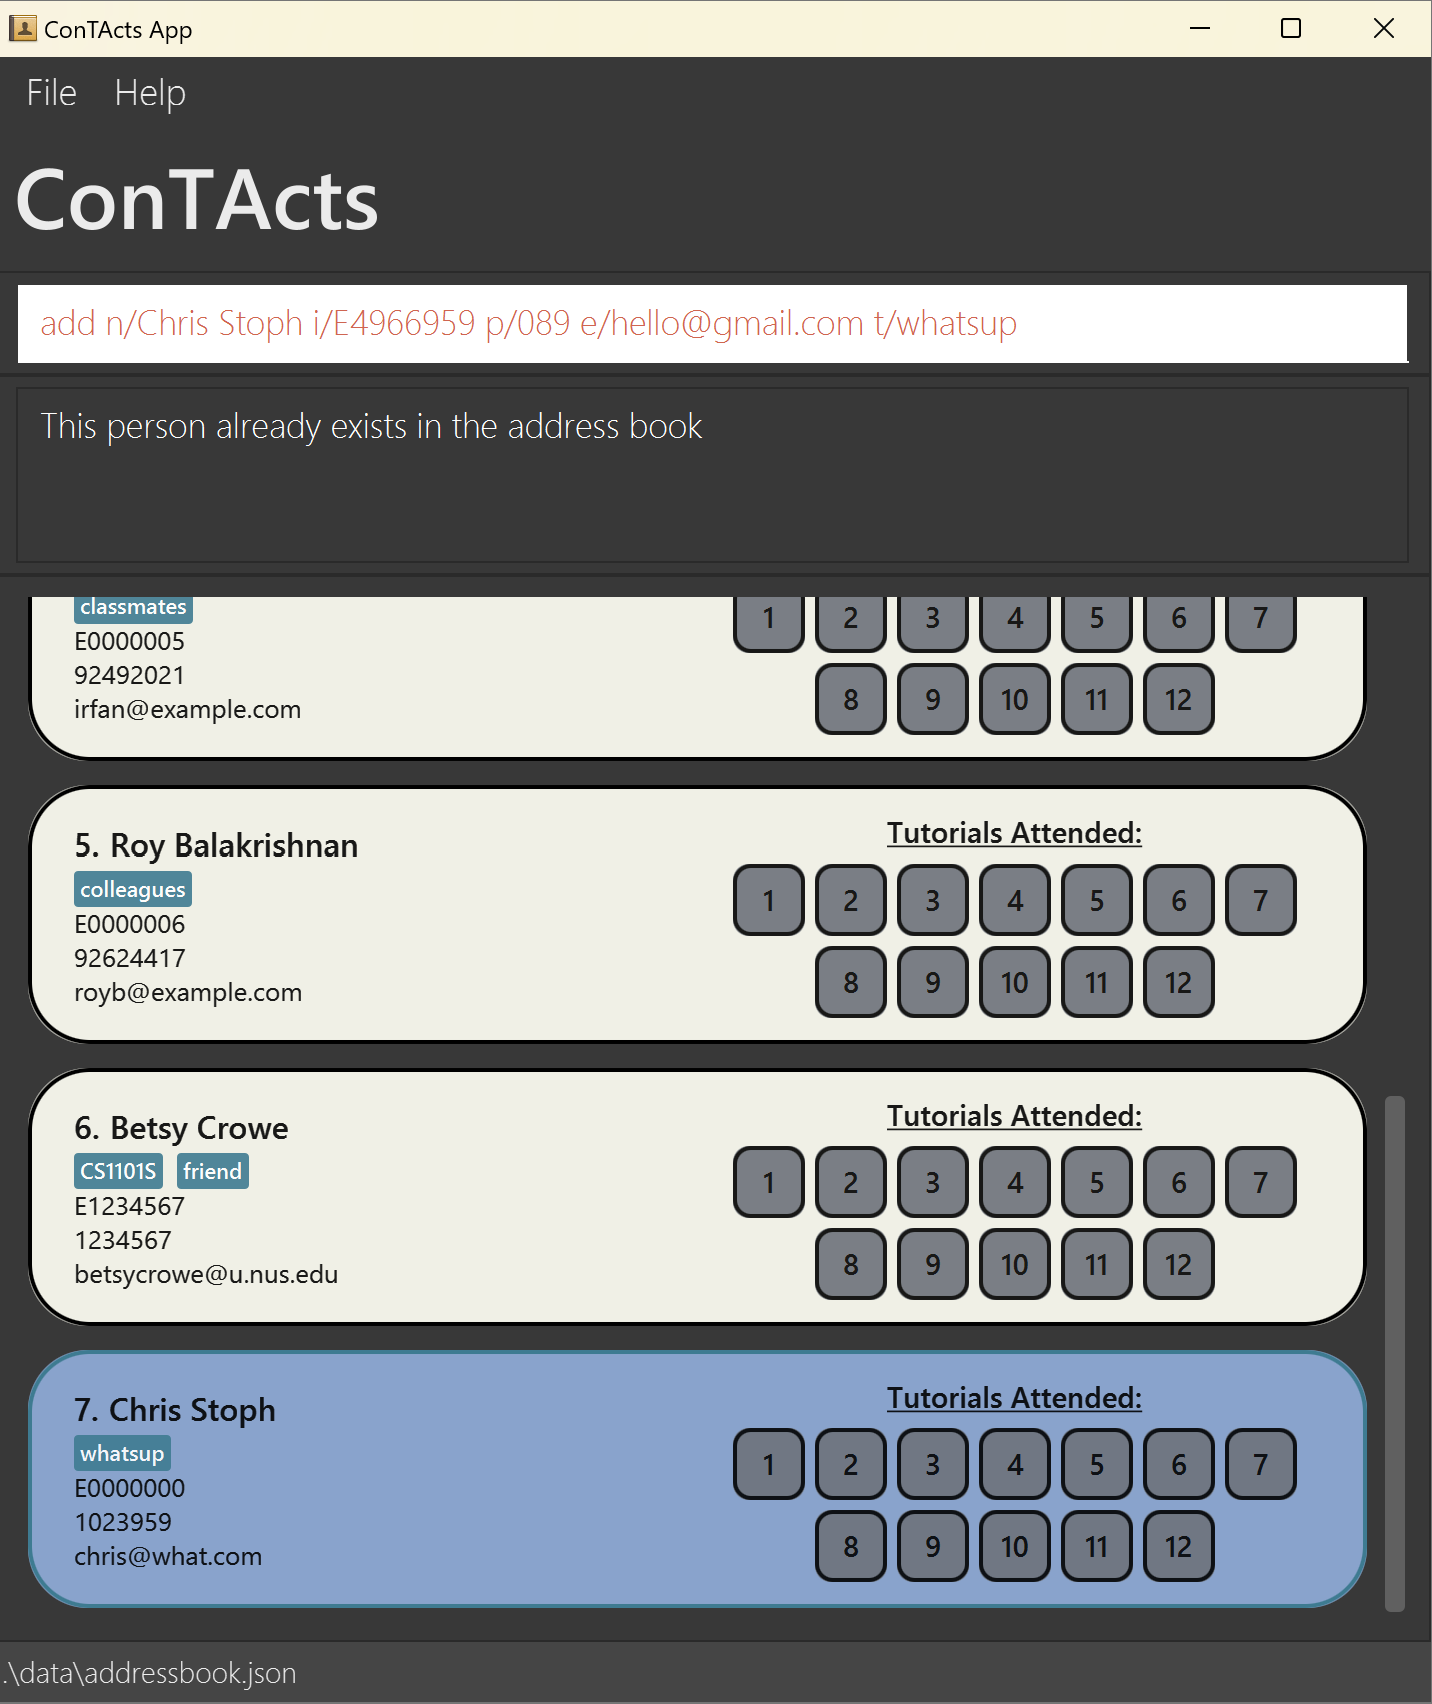 ConTActs App
File Help
ConTActs
add n/Chris Stoph i/E4966959 p/089 e/hello@gmail.com t/whatsup
This person already exists in the address book
classmates
E0000005
92492021
irfan@example.com
1 2 3 4 5 6 7
8 9 10 11 12
5. Roy Balakrishnan
colleagues
E0000006
92624417
royb@example.com
Tutorials Attended:
1 2 3 4 5 6 7
8 9 10 11 12
6. Betsy Crowe
CS1101S friend
E1234567
1234567
betsycrowe@u.nus.edu
Tutorials Attended:
1 2 3 4 5 6 7
8 9 10 11 12
7. Chris Stoph
whatsup
E0000000
1023959
chris@what.com
Tutorials Attended:
1 2 3 4 5 6 7
8 9 10 11 12
.\data\addressbook.json